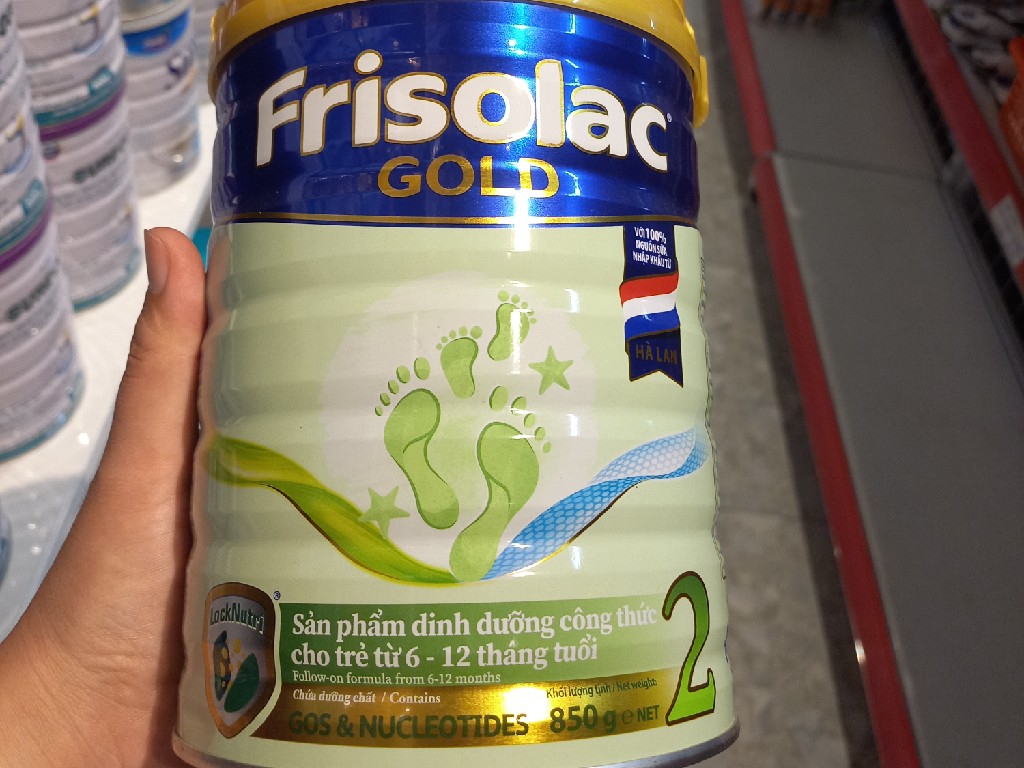 Frisolac
GOLD
VỚI 100%
NGUỒN SỮA
NHẬP KHẨU TỪ
HÀ LAN
LockNutri
Sản phẩm dinh dưỡng công thức
cho trẻ từ 6 - 12 tháng tuổi
Follow-on formula from 6-12 months
Chứa dưỡng chất / Contains
GOS & NUCLEOTIDES
Khối lượng tịnh / Net weight:
850 g e NET
2